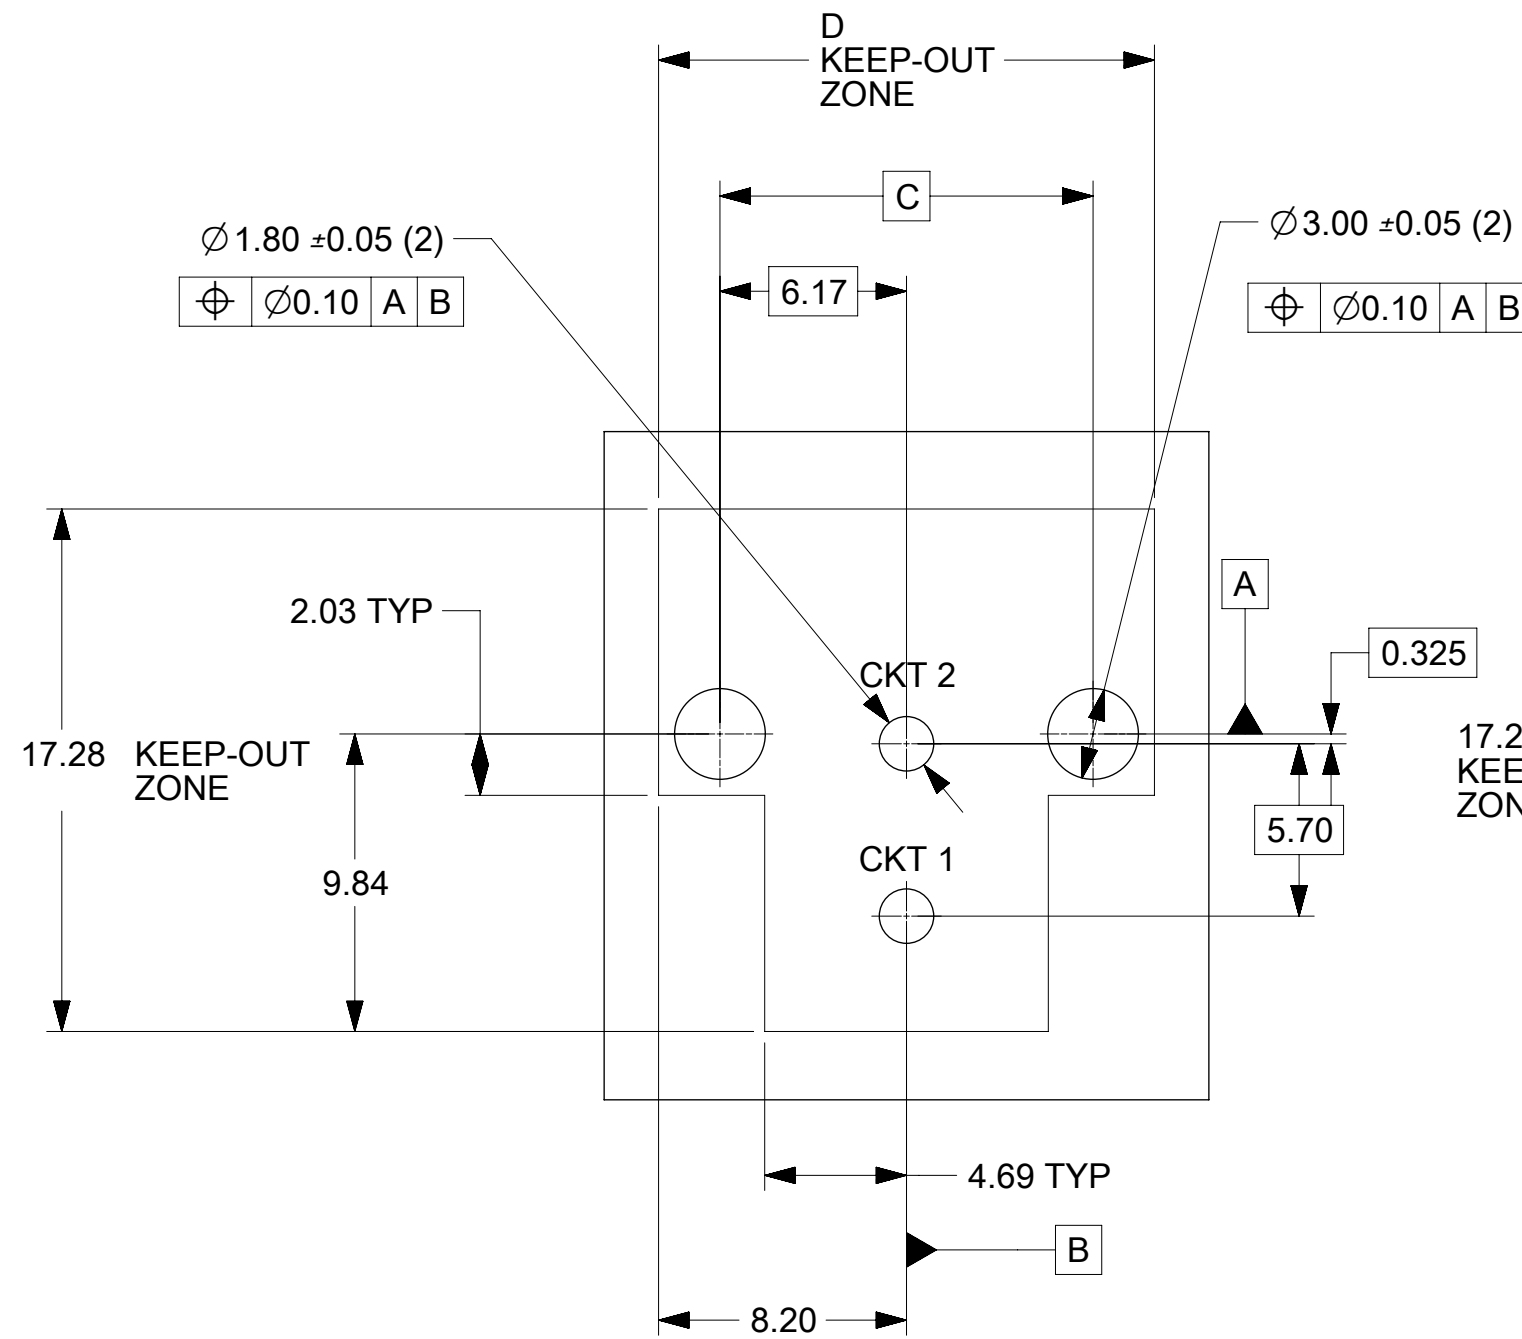 D
KEEP-OUT
ZONE
C
⌀1.80 ±0.05 (2)
⌀3.00 ±0.05 (2)
6.17
⌖ ⌀0.10 A B
⌖ ⌀0.10 A B
A
2.03 TYP
0.325
CKT 2
17.28 KEEP-OUT
ZONE
5.70
CKT 1
9.84
4.69 TYP
B
8.20